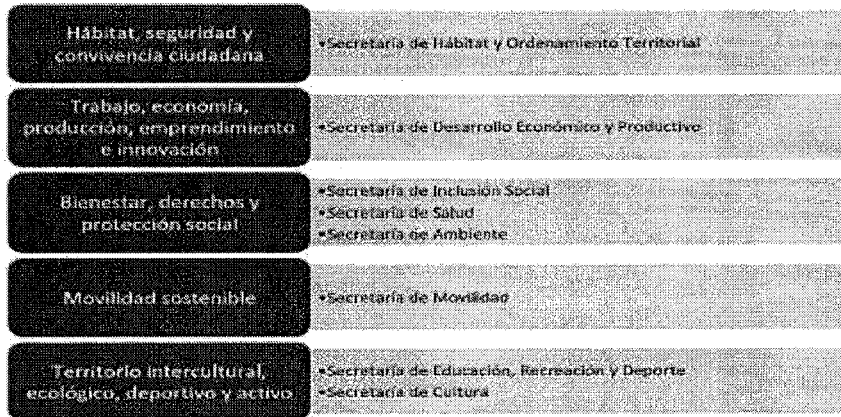 Hábitat, seguridad y
convivencia ciudadana
•Secretaría de Hábitat y Ordenamiento Territorial
Trabajo, economía,
producción, emprendimiento
e innovación
•Secretaría de Desarrollo Económico y Productivo
Bienestar, derechos y
protección social
•Secretaría de Inclusión Social
•Secretaría de Salud
•Secretaría de Ambiente
Movilidad sostenible
•Secretaría de Movilidad
Territorio intercultural,
ecológico, deportivo y activo
•Secretaría de Educación, Recreación y Deporte
•Secretaría de Cultura